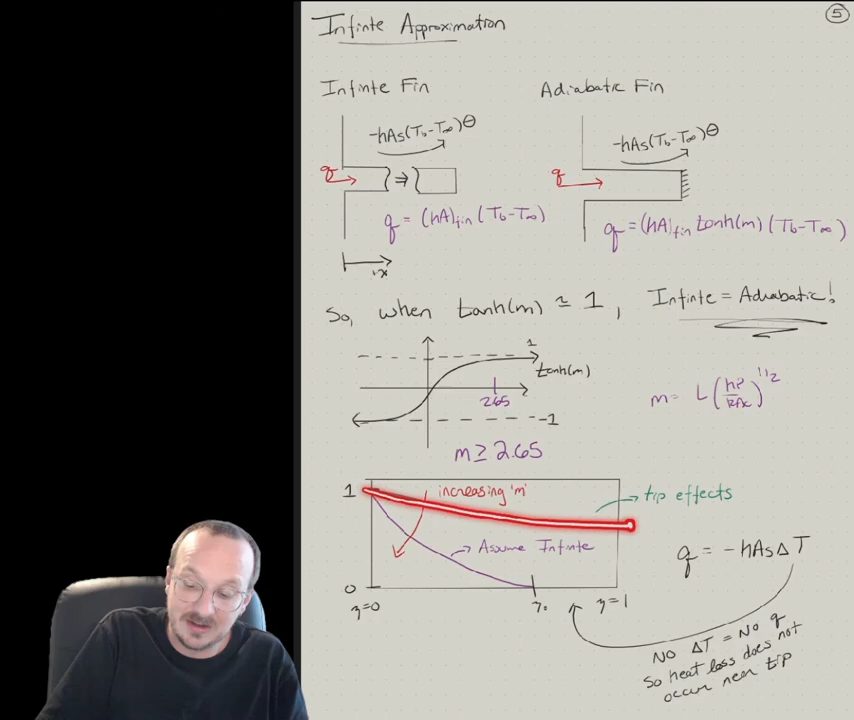 5
Infinte Approximation
Infinte Fin
Adiabatic Fin
-hAs(Tb-T∞)θ
-hAs(Tb-T∞)θ
q
⇒
q
q = (hA)fin (Tb-T∞)
q = (hA)fin tanh(m) (Tb-T∞)
So, when tanh(m) ≃ 1, Infinte = Adiabatic!
1
tanh(m)
2.65
-1
m = L (hP/kAc)^1/2
m ≥ 2.65
1
increasing 'm'
tip effects
Assume Infinte
q = -hAsΔT
0
z=0
z=1
No ΔT = No q
So heat loss does not
occur near tip